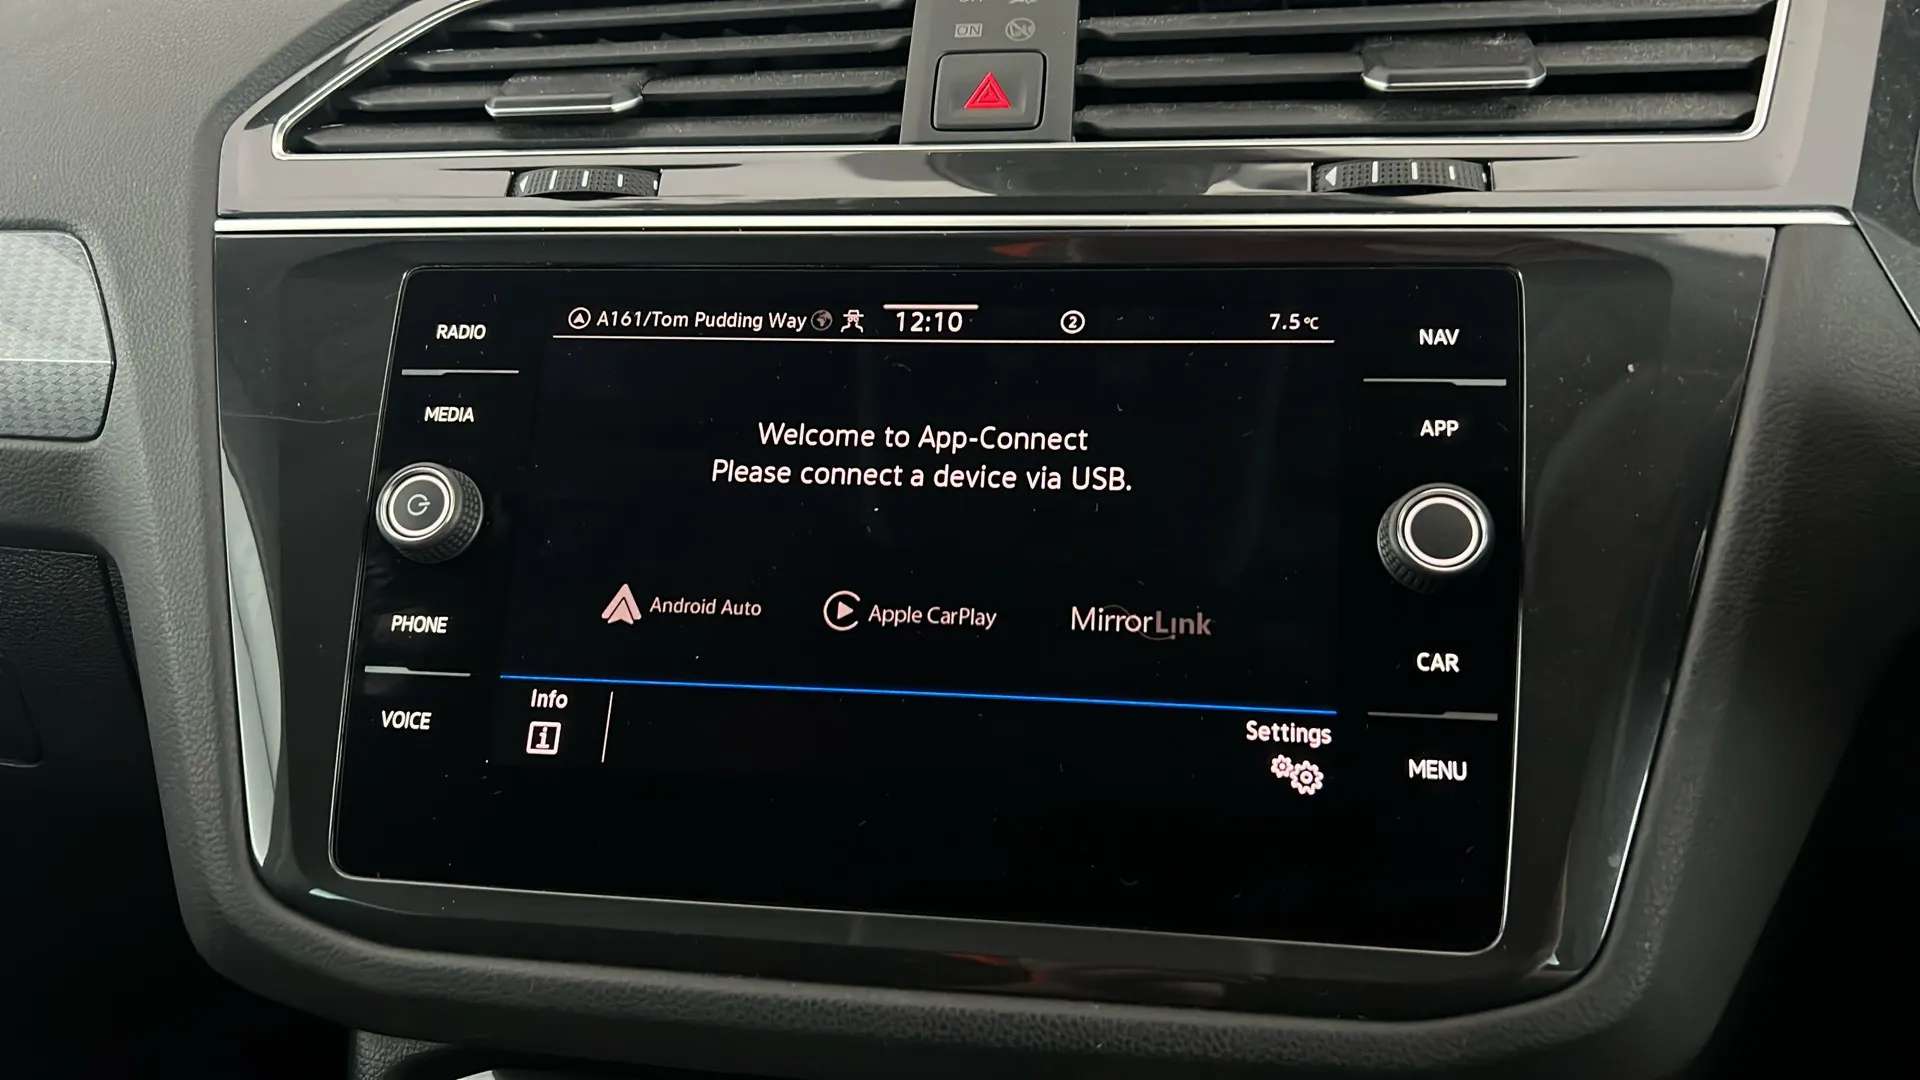 ON
RADIO
MEDIA
PHONE
VOICE
A161/Tom Pudding Way
12:10
2
7.5°C
Welcome to App-Connect
Please connect a device via USB.
Android Auto
Apple CarPlay
MirrorLink
Info
i
Settings
NAV
APP
CAR
MENU